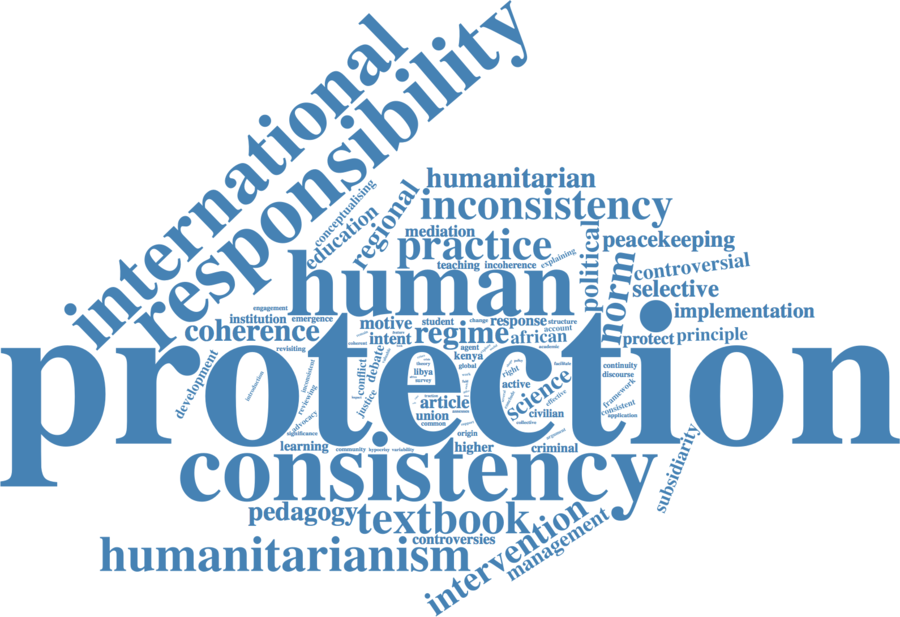 international
responsibility
humanitarian
inconsistency
conceptualising
education
regional
mediation
practice
teaching
incoherence
explaining
political
peacekeeping
norm
controversial
selective
human
implementation
engagement
institution
emergence
coherence
motive
student
change
response
structure
account
intent
regime
african
academic
protect
principle
protection
revisiting
debate
agent
kenya
global
conflict
justice
theory
libya
survey
right
active
science
effective
facilitate
continuity
discourse
framework
consistent
application
development
introduction
inconsistent
reviewing
advocacy
significance
article
union
common
civilian
collective
origin
learning
community
hypocrisy
variability
higher
criminal
consistency
subsidiarity
pedagogy
textbook
controversies
intervention
management
humanitarianism